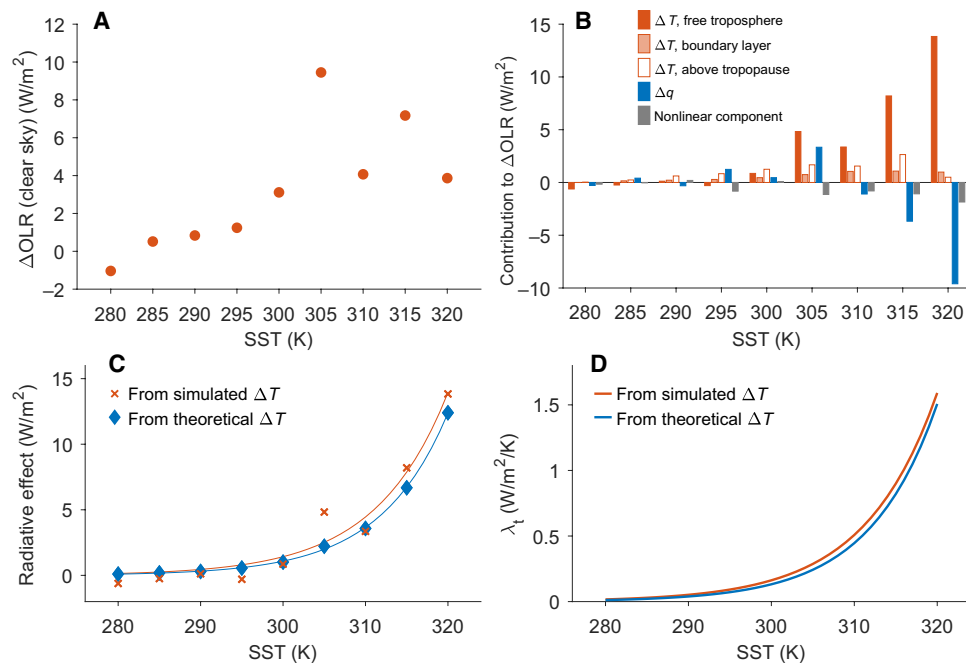 A
ΔOLR (clear sky) (W/m²)
12
10
8
6
4
2
0
–2
280 285 290 295 300 305 310 315 320
SST (K)
B
Contribution to ΔOLR (W/m²)
15
10
5
0
–5
–10
ΔT, free troposphere
ΔT, boundary layer
ΔT, above tropopause
Δq
Nonlinear component
280 285 290 295 300 305 310 315 320
SST (K)
C
Radiative effect (W/m²)
15
10
5
0
From simulated ΔT
From theoretical ΔT
280 290 300 310 320
SST (K)
D
λt (W/m²/K)
1.5
1
0.5
0
From simulated ΔT
From theoretical ΔT
280 290 300 310 320
SST (K)